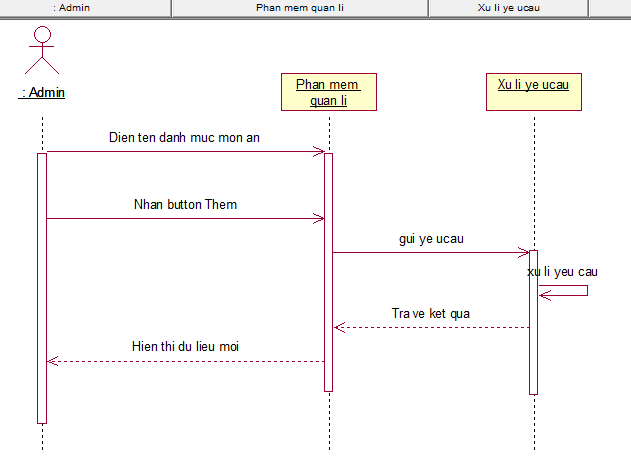 : Admin
Phan mem quan li
Xu li ye ucau
: Admin
Phan mem
quan li
Xu li ye ucau
Dien ten danh muc mon an
Nhan button Them
gui ye ucau
xu li yeu cau
Tra ve ket qua
Hien thi du lieu moi